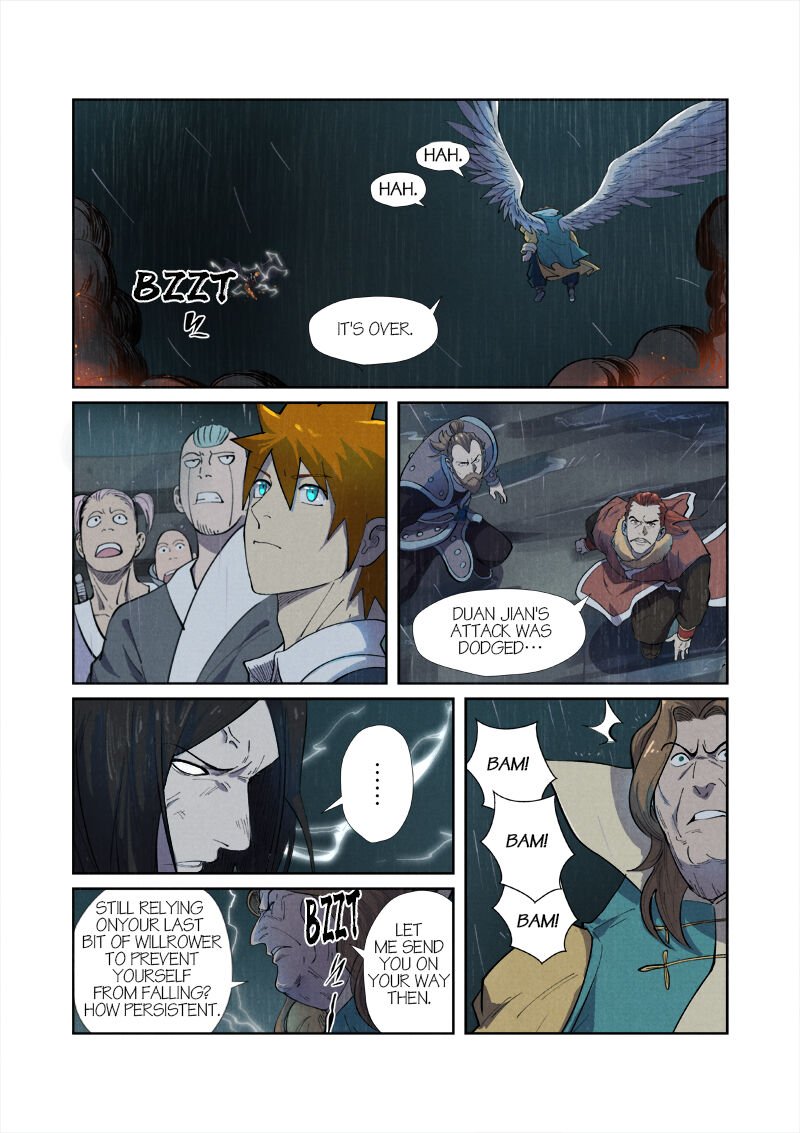 HAH.
HAH.
BZZT
IT'S OVER.
DUAN JIAN'S
ATTACK WAS
DODGED···
······
BAM!
BAM!
BAM!
STILL RELYING
ONYOUR LAST
BIT OF WILLROWER
TO PREVENT
YOURSELF
FROM FALLING?
HOW PERSISTENT.
BZZT
LET
ME SEND
YOU ON
YOUR WAY
THEN.